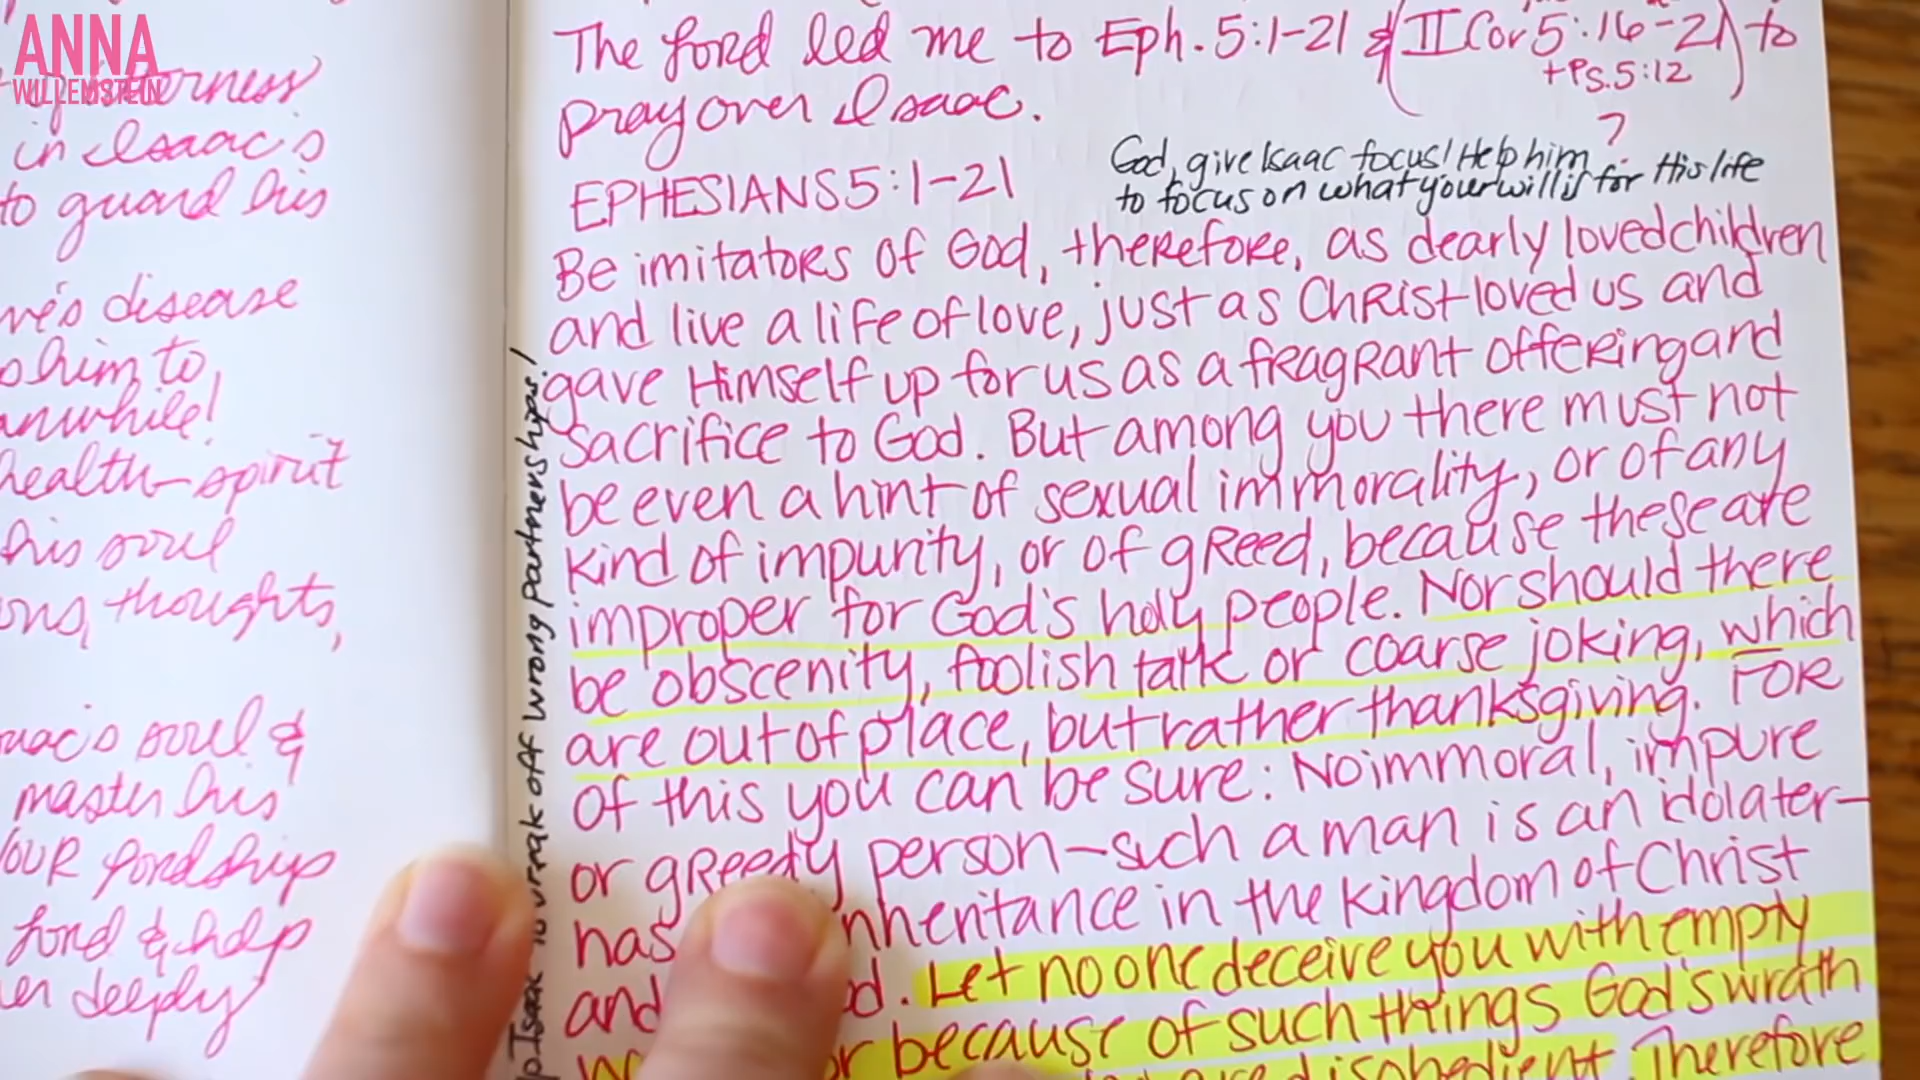 ANNA
WILLEMSTEIN
in Isaac's
to guard his
disease
him to
health - spirit
his soul
thoughts,
soul &
master his
YOUR Lordship
Lord & help
deeply
The Lord led me to Eph. 5:1-21 & (II Cor 5:16-21) to
+Ps. 5:12
pray over Isaac.
?
God, give Isaac focus! Help him
to focus on what your will is for His life
EPHESIANS 5:1-21
Be imitators of God, therefore, as dearly loved children
and live a life of love, just as Christ loved us and
gave Himself up for us as a fragrant offering and
sacrifice to God. But among you there must not
be even a hint of sexual immorality, or of any
kind of impurity, or of greed, because these are
improper for God's holy people. Nor should there
be obscenity, foolish talk or coarse joking, which
are out of place, but rather thanksgiving. For
of this you can be sure: No immoral, impure
or greedy person - such a man is an idolater -
has inheritance in the kingdom of Christ
and Let no one deceive you with empty
because of such things God's wrath
disobedient. Therefore
Isaac to break off wrong partnerships!